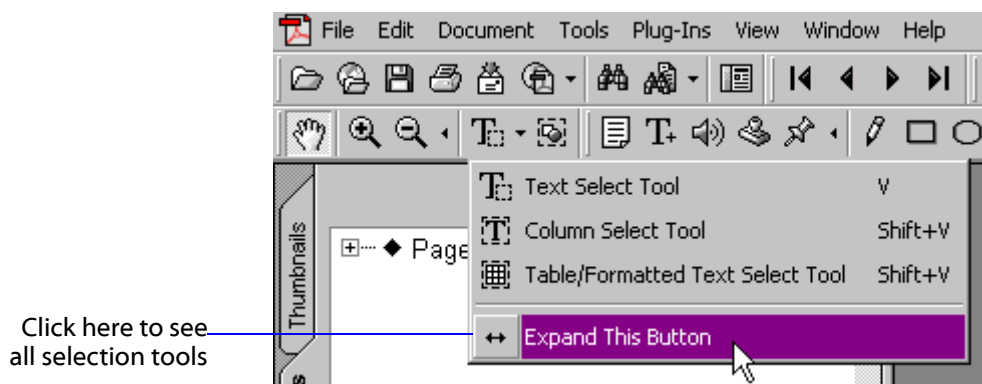 File Edit Document Tools Plug-Ins View Window Help
Text Select Tool V
Column Select Tool Shift+V
Table/Formatted Text Select Tool Shift+V
Expand This Button
Thumbnails
Page
Click here to see
all selection tools